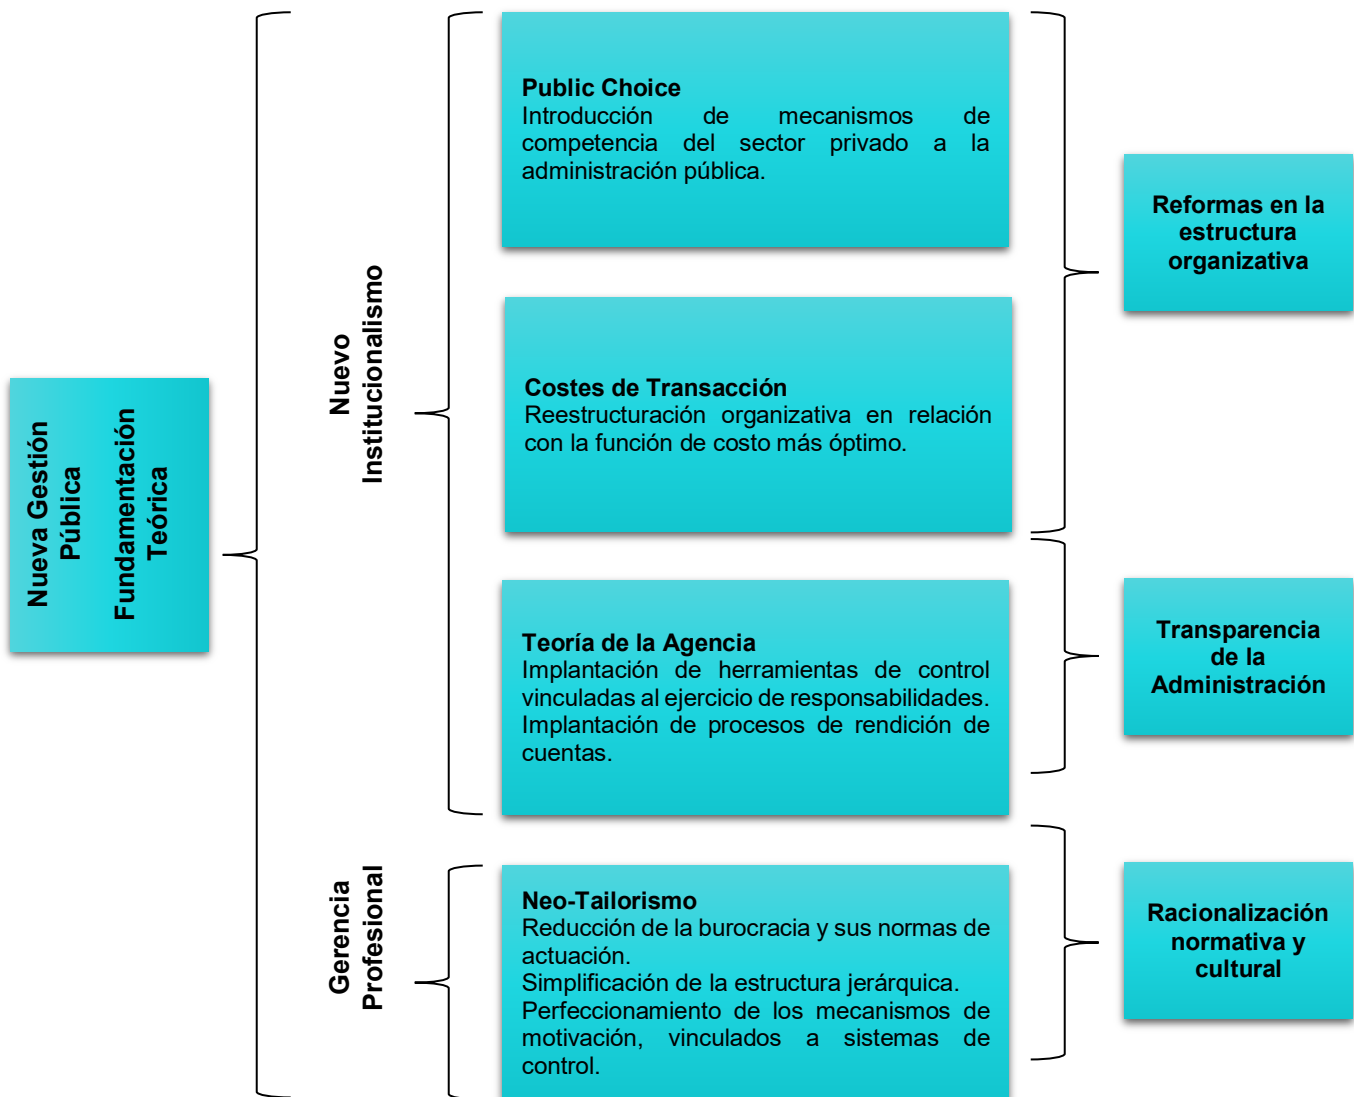 Nueva Gestión
Pública
Fundamentación
Teórica
Nuevo
Institucionalismo
Public Choice
Introducción de mecanismos de
competencia del sector privado a la
administración pública.
Costes de Transacción
Reestructuración organizativa en relación
con la función de costo más óptimo.
Reformas en la
estructura
organizativa
Teoría de la Agencia
Implantación de herramientas de control
vinculadas al ejercicio de responsabilidades.
Implantación de procesos de rendición de
cuentas.
Transparencia
de la
Administración
Gerencia
Profesional
Neo-Tailorismo
Reducción de la burocracia y sus normas de
actuación.
Simplificación de la estructura jerárquica.
Perfeccionamiento de los mecanismos de
motivación, vinculados a sistemas de
control.
Racionalización
normativa y
cultural